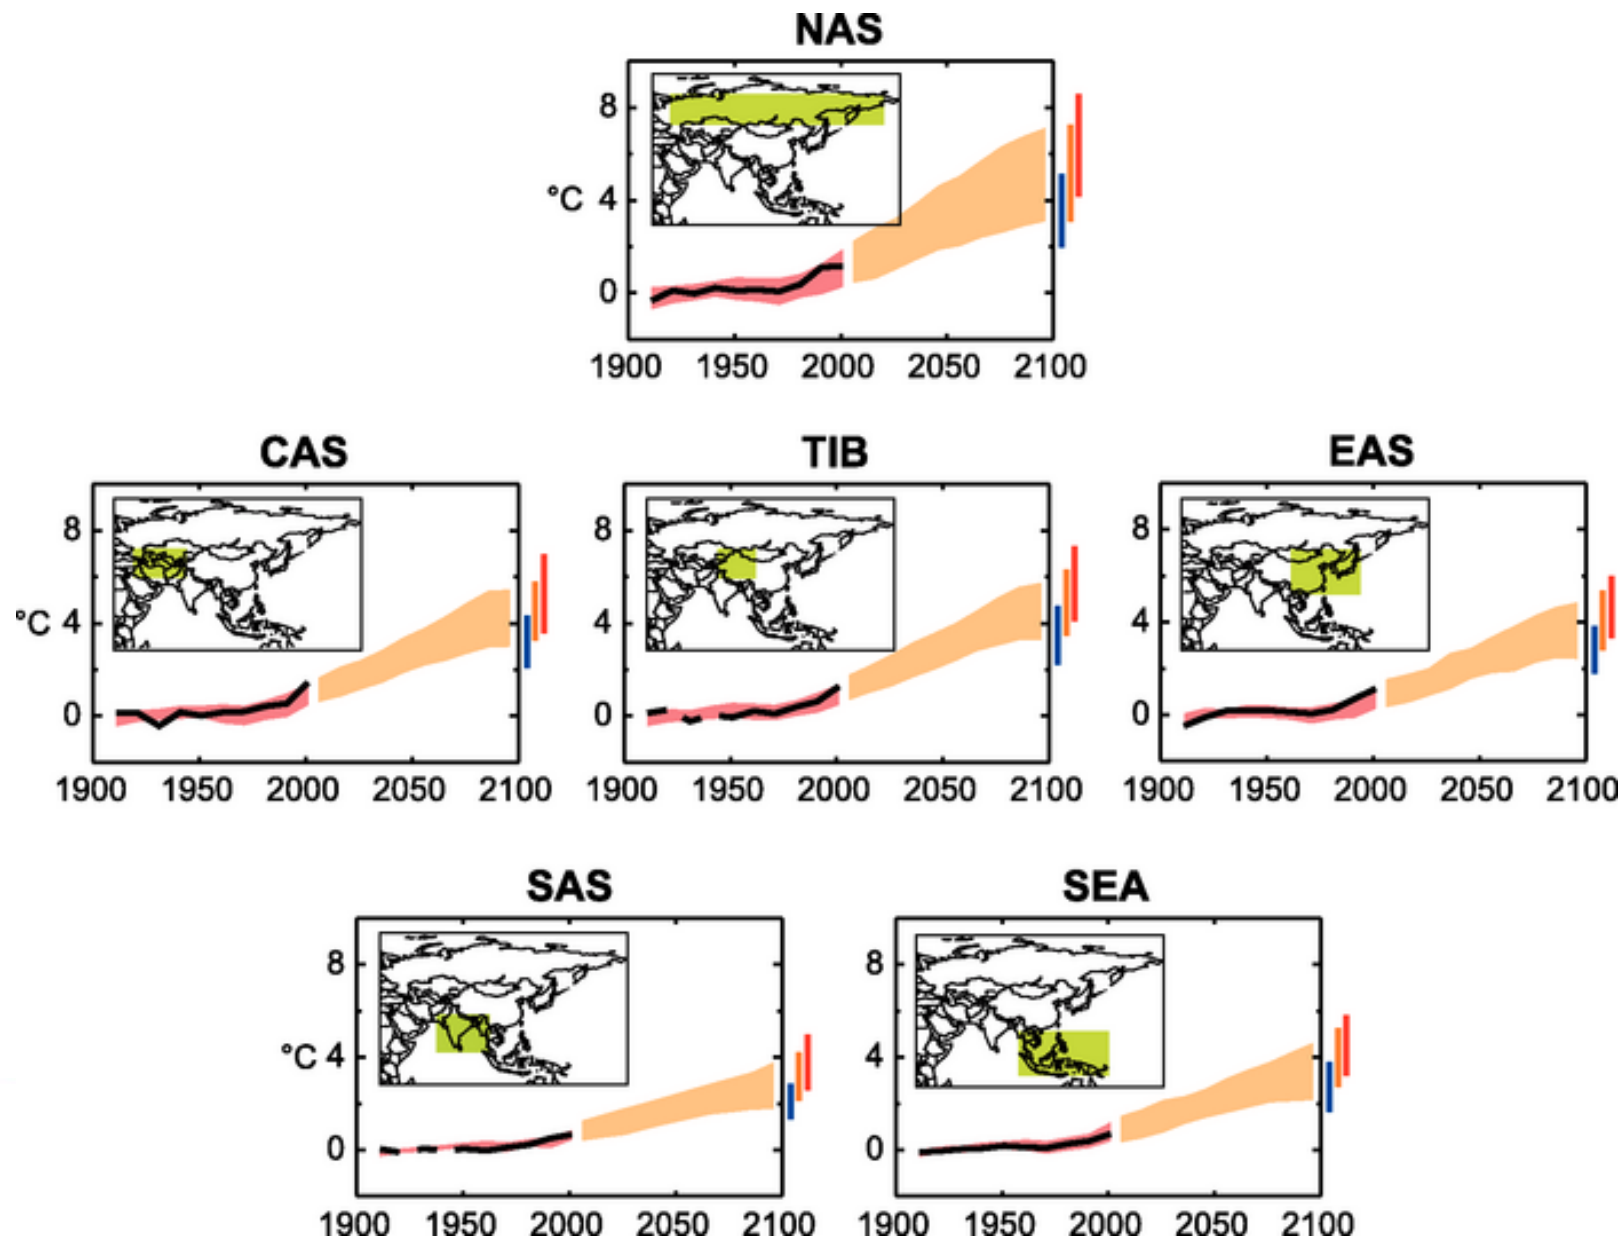 NAS
8
°C 4
0
1900 1950 2000 2050 2100
CAS TIB EAS
8 8 8
°C 4 4 4
0 0 0
1900 1950 2000 2050 2100 1900 1950 2000 2050 2100 1900 1950 2000 2050 2100
SAS SEA
8 8
°C 4 4
0 0
1900 1950 2000 2050 2100 1900 1950 2000 2050 2100